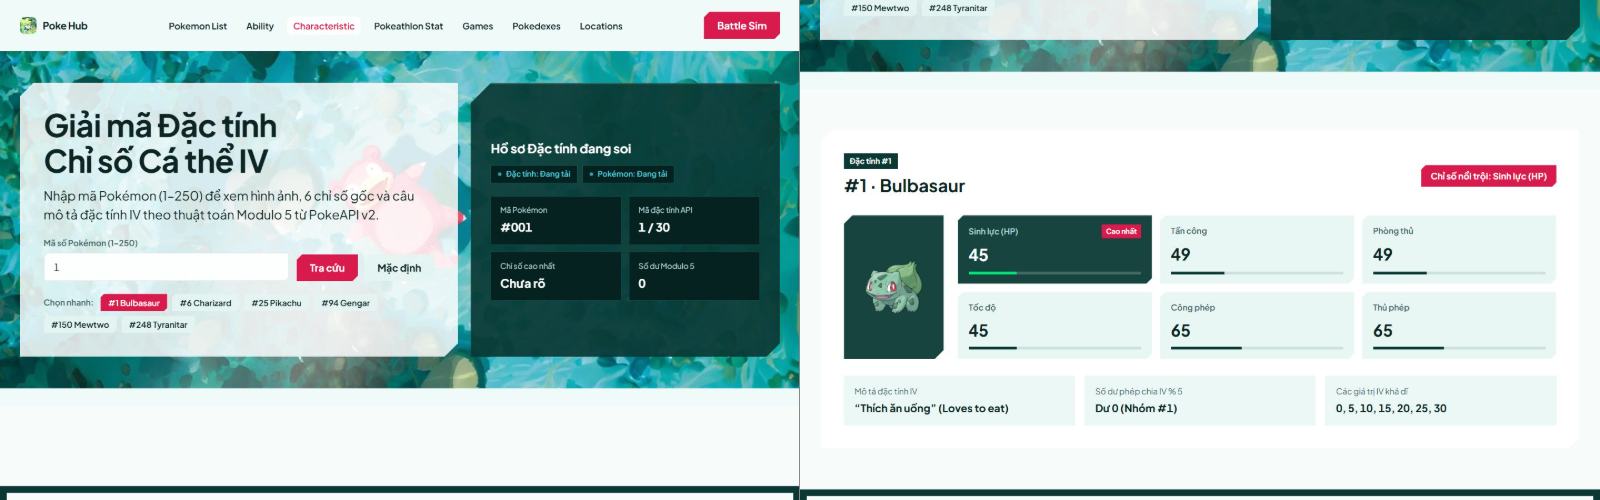 Poke Hub
Pokemon List
Ability
Characteristic
Pokeathlon Stat
Games
Pokedexes
Locations
Battle Sim
Giải mã Đặc tính
Chỉ số Cá thể IV
Nhập mã Pokémon (1–250) để xem hình ảnh, 6 chỉ số gốc và câu
mô tả đặc tính IV theo thuật toán Modulo 5 từ PokeAPI v2.
Mã số Pokémon (1–250)
1
Tra cứu
Mặc định
Chọn nhanh:
#1 Bulbasaur
#6 Charizard
#25 Pikachu
#94 Gengar
#150 Mewtwo
#248 Tyranitar
Hồ sơ Đặc tính đang soi
Đặc tính: Đang tải
Pokémon: Đang tải
Mã Pokémon
#001
Mã đặc tính API
1 / 30
Chỉ số cao nhất
Chưa rõ
Số dư Modulo 5
0
#150 Mewtwo
#248 Tyranitar
Đặc tính #1
#1 · Bulbasaur
Chỉ số nổi trội: Sinh lực (HP)
Sinh lực (HP)
Cao nhất
45
Tấn công
49
Phòng thủ
49
Tốc độ
45
Công phép
65
Thủ phép
65
Mô tả đặc tính IV
“Thích ăn uống” (Loves to eat)
Số dư phép chia IV % 5
Dư 0 (Nhóm #1)
Các giá trị IV khả dĩ
0, 5, 10, 15, 20, 25, 30